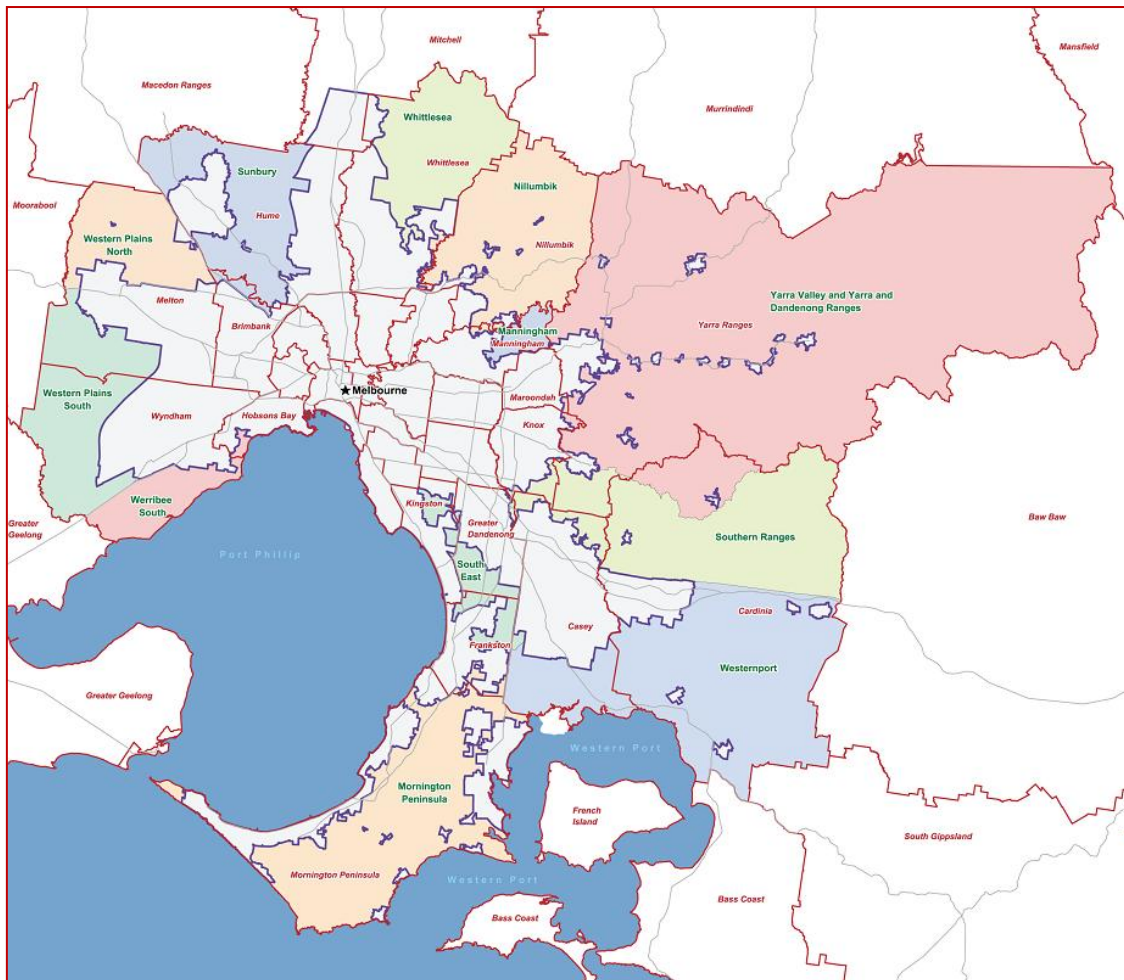 Mitchell
Mansfield
Macedon Ranges
Murrindindi
Whittlesea
Whittlesea
Sunbury
Nillumbik
Moorabool
Hume
Western Plains
North
Nillumbik
Melton
Yarra Valley and Yarra and
Dandenong Ranges
Brimbank
Yarra Ranges
Manningham
Manningham
Western Plains
South
Melbourne
Maroondah
Wyndham
Hobsons Bay
Knox
Werribee
South
Kingston
Greater
Dandenong
Greater
Geelong
Baw Baw
Southern Ranges
Port Phillip
South
East
Cardinia
Casey
Frankston
Westernport
Greater Geelong
Western Port
Mornington
Peninsula
French
Island
South Gippsland
Mornington Peninsula
Western Port
Bass Coast
Bass Coast